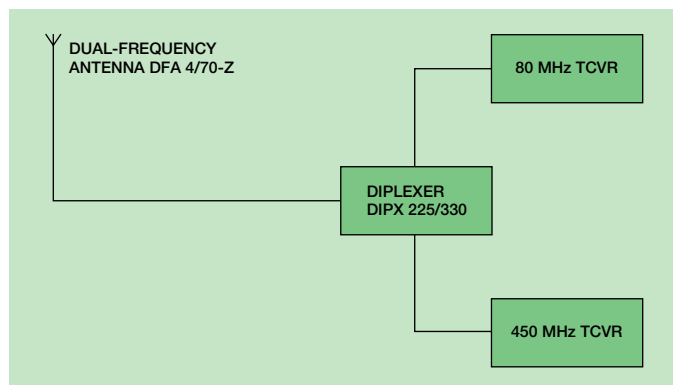 DUAL-FREQUENCY
ANTENNA DFA 4/70-Z
80 MHz TCVR
DIPLEXER
DIPX 225/330
450 MHz TCVR